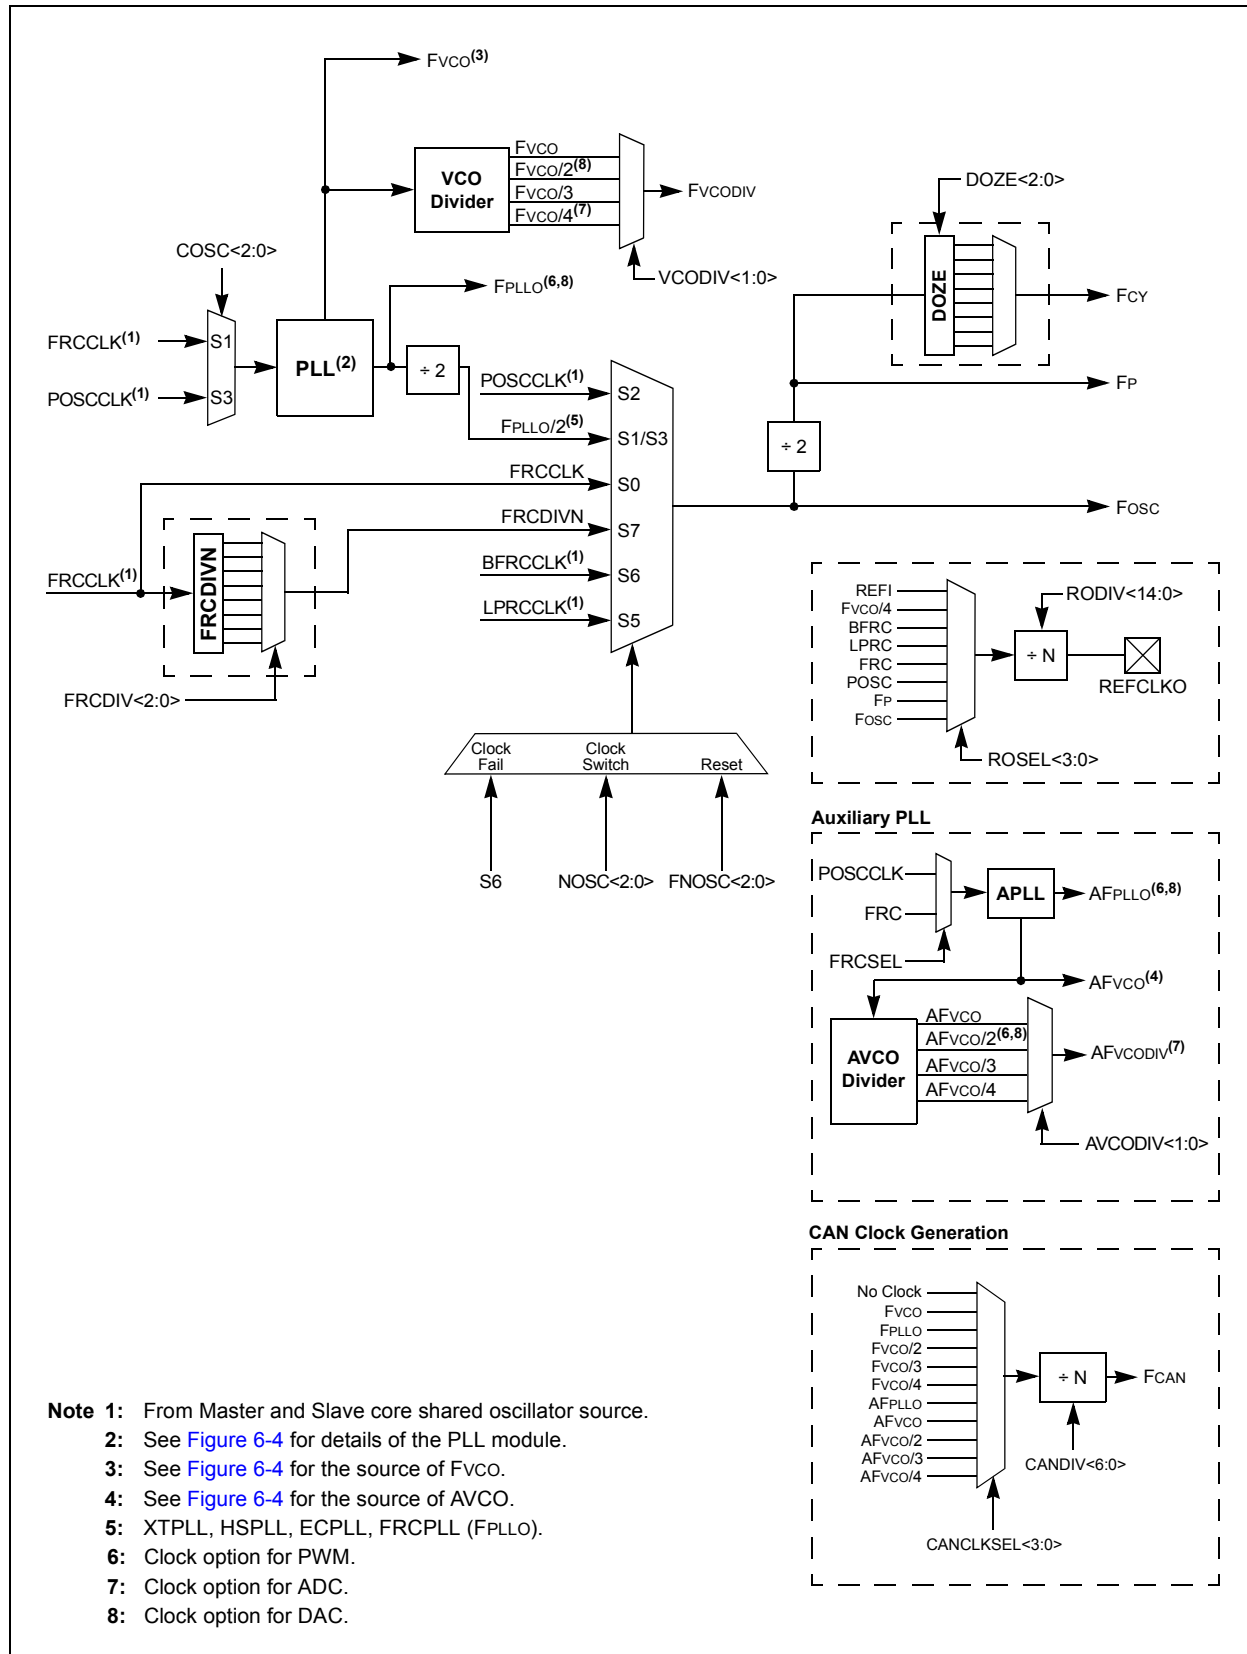 FVCO(3)
VCO
Divider
FVCO
FVCO/2(8)
FVCO/3
FVCO/4(7)
FVCODIV
VCODIV<1:0>
COSC<2:0>
FRCCLK(1)
POSCCLK(1)
S1
S3
PLL(2)
FPLLO(6,8)
÷ 2
POSCCLK(1)
FPLLO/2(5)
FRCCLK
FRCDIVN
BFRCCLK(1)
LPRCCLK(1)
S2
S1/S3
S0
S7
S6
S5
FRCCLK(1)
FRCDIVN
FRCDIV<2:0>
Clock
Fail
Clock
Switch
Reset
S6
NOSC<2:0>
FNOSC<2:0>
DOZE<2:0>
DOZE
FCY
FP
÷ 2
FOSC
REFI
FVCO/4
BFRC
LPRC
FRC
POSC
FP
FOSC
RODIV<14:0>
÷ N
REFCLKO
ROSEL<3:0>
Auxiliary PLL
POSCCLK
FRC
FRCSEL
APLL
AFPLLO(6,8)
AFVCO(4)
AVCO
Divider
AFVCO
AFVCO/2(6,8)
AFVCO/3
AFVCO/4
AFVCODIV(7)
AVCODIV<1:0>
CAN Clock Generation
No Clock
FVCO
FPLLO
FVCO/2
FVCO/3
FVCO/4
AFPLLO
AFVCO
AFVCO/2
AFVCO/3
AFVCO/4
÷ N
FCAN
CANDIV<6:0>
CANCLKSEL<3:0>
Note 1: From Master and Slave core shared oscillator source.
2: See Figure 6-4 for details of the PLL module.
3: See Figure 6-4 for the source of FVCO.
4: See Figure 6-4 for the source of AVCO.
5: XTPLL, HSPLL, ECPLL, FRCPLL (FPLLO).
6: Clock option for PWM.
7: Clock option for ADC.
8: Clock option for DAC.